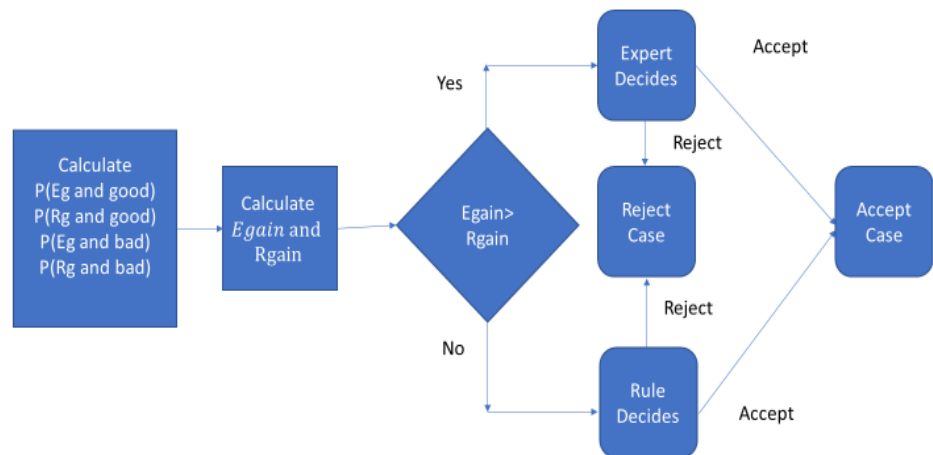 Calculate
P(Eg and good)
P(Rg and good)
P(Eg and bad)
P(Rg and bad)
Calculate
Egain and
Rgain
Egain>
Rgain
Yes
No
Expert
Decides
Accept
Reject
Reject
Case
Accept
Case
Reject
Rule
Decides
Accept